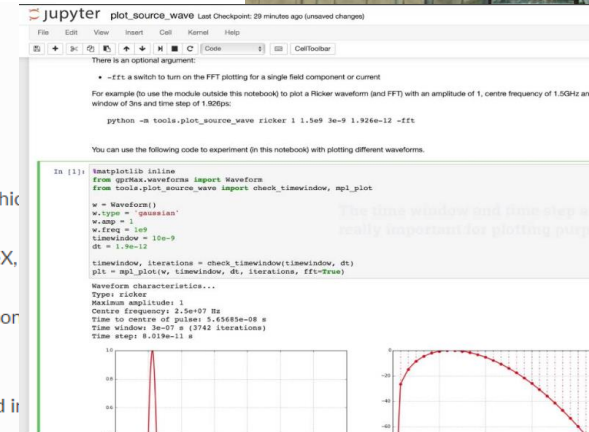 jupyter plot_source_wave Last Checkpoint: 29 minutes ago (unsaved changes)
File Edit View Insert Cell Kernel Help
Code CellToolbar
There is an optional argument:
• -fft a switch to turn on the FFT plotting for a single field component or current
For example (to use the module outside this notebook) to plot a Ricker waveform (and FFT) with an amplitude of 1, centre frequency of 1.5GHz an
window of 3ns and time step of 1.926ps:
python -m tools.plot_source_wave ricker 1 1.5e9 3e-9 1.926e-12 -fft
You can use the following code to experiment (in this notebook) with plotting different waveforms.
In [1]: %matplotlib inline
from gprMax.waveforms import Waveform
from tools.plot_source_wave import check_timewindow, mpl_plot
w = Waveform()
w.type = 'gaussian'
w.amp = 1
w.freq = 1e9
timewindow = 10e-9
dt = 1.9e-12
timewindow, iterations = check_timewindow(timewindow, dt)
plt = mpl_plot(w, timewindow, dt, iterations, fft=True)
The time window and time step a
really important for plotting purp
Waveform characteristics...
Type: ricker
Maximum amplitude: 1
Centre frequency: 2.5e+07 Hz
Time to centre of pulse: 5.65685e-08 s
Time window: 3e-07 s (3742 iterations)
Time step: 8.019e-11 s
1.0
0.8
0.6
0
-20
-40
-60
hic
X,
on
d i